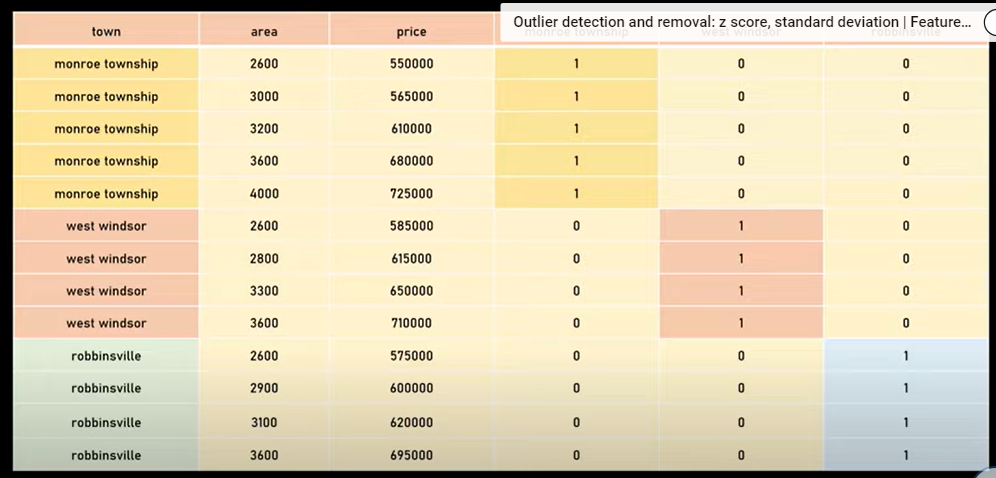 Outlier detection and removal: z score, standard deviation | Feature...
town area price monroe township west windsor robbinsville
monroe township 2600 550000 1 0 0
monroe township 3000 565000 1 0 0
monroe township 3200 610000 1 0 0
monroe township 3600 680000 1 0 0
monroe township 4000 725000 1 0 0
west windsor 2600 585000 0 1 0
west windsor 2800 615000 0 1 0
west windsor 3300 650000 0 1 0
west windsor 3600 710000 0 1 0
robbinsville 2600 575000 0 0 1
robbinsville 2900 600000 0 0 1
robbinsville 3100 620000 0 0 1
robbinsville 3600 695000 0 0 1